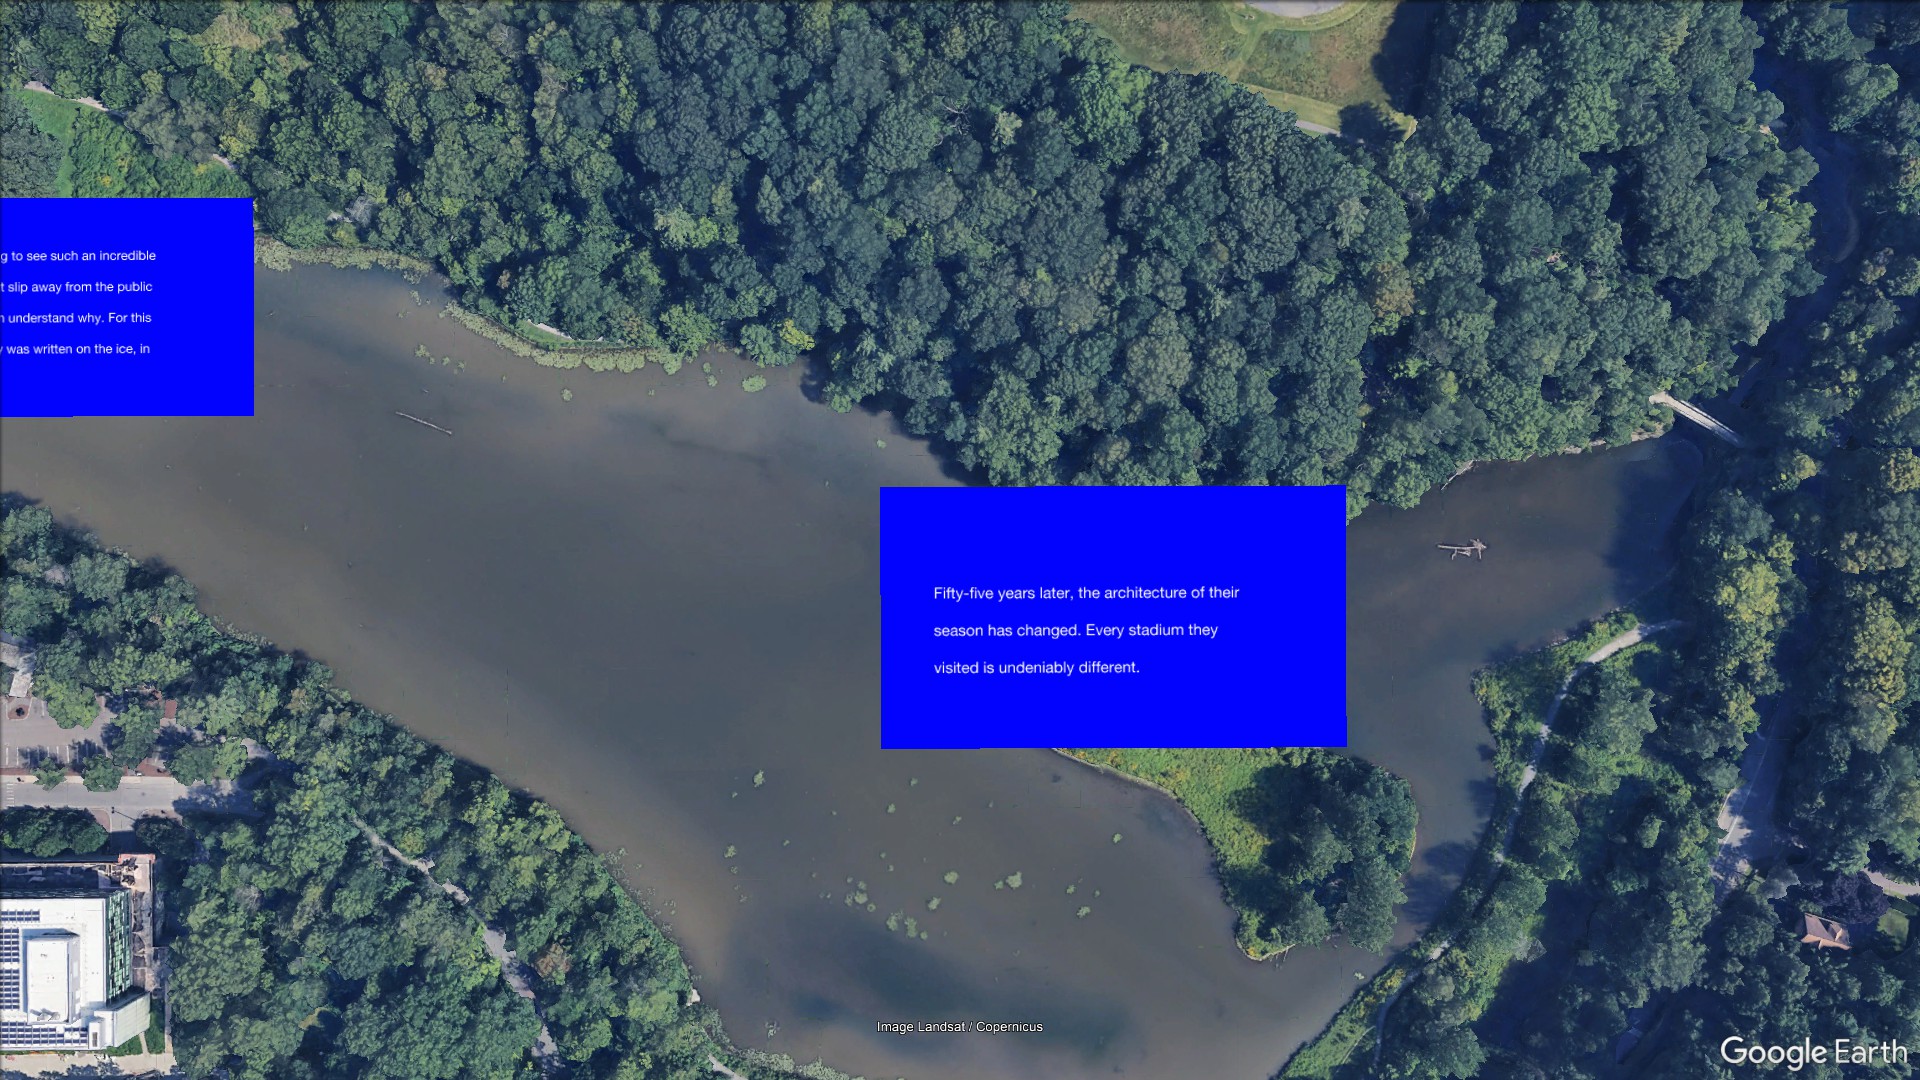 to see such an incredible
slip away from the public
understand why. For this
was written on the ice, in
Fifty-five years later, the architecture of their
season has changed. Every stadium they
visited is undeniably different.
Image Landsat / Copernicus
Google Earth